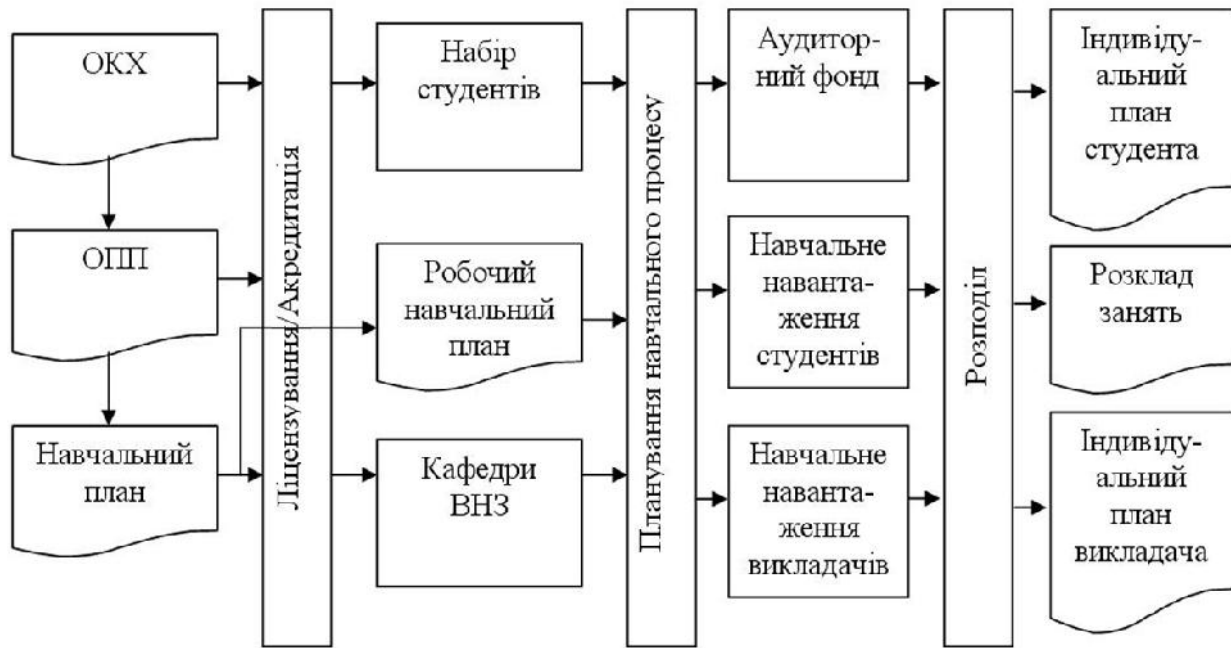 ОКХ
ОПП
Навчальний
план
Ліцензування/Акредитація
Набір
студентів
Робочий
навчальний
план
Кафедри
ВНЗ
Планування навчального процесу
Аудитор-
ний фонд
Навчальне
наванта-
ження
студентів
Навчальне
наванта-
ження
викладачів
Розподіл
Індивіду-
альний
план
студента
Розклад
занять
Індивіду-
альний
план
викладача